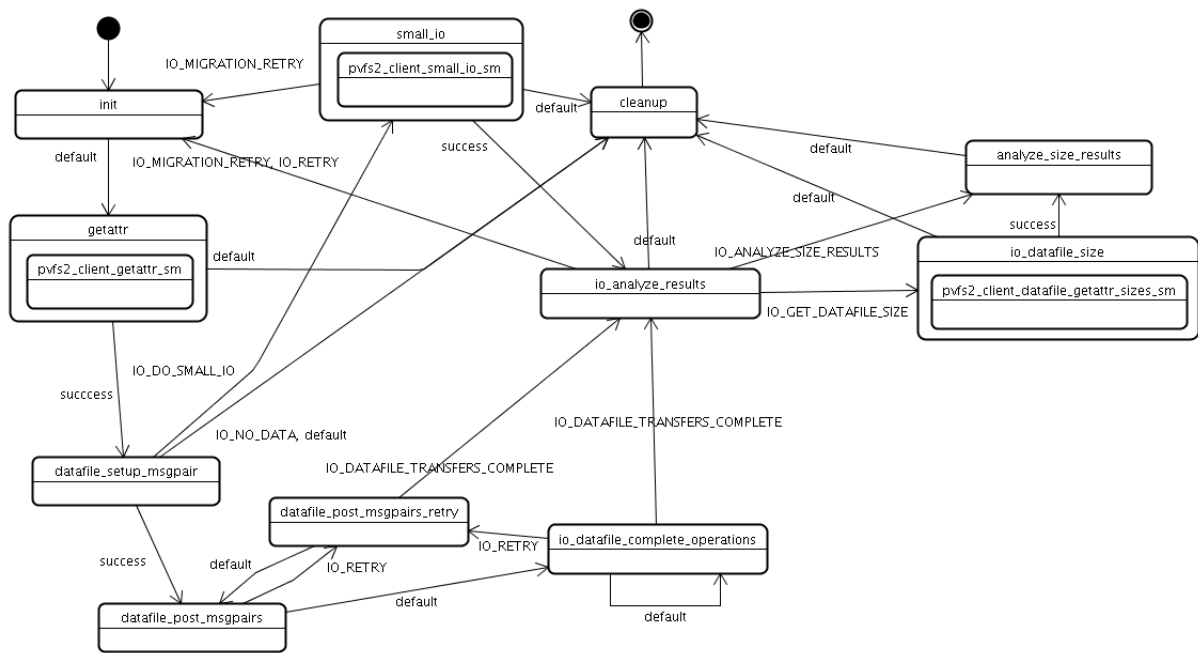 small_io
pvfs2_client_small_io_sm
IO_MIGRATION_RETRY
init
default
cleanup
default
IO_MIGRATION_RETRY, IO_RETRY
success
default
analyze_size_results
getattr
pvfs2_client_getattr_sm
default
default
default
success
IO_ANALYZE_SIZE_RESULTS
io_datafile_size
pvfs2_client_datafile_getattr_sizes_sm
io_analyze_results
IO_GET_DATAFILE_SIZE
IO_DO_SMALL_IO
succcess
IO_DATAFILE_TRANSFERS_COMPLETE
IO_NO_DATA, default
datafile_setup_msgpair
IO_DATAFILE_TRANSFERS_COMPLETE
datafile_post_msgpairs_retry
io_datafile_complete_operations
IO_RETRY
success
default
IO_RETRY
default
default
datafile_post_msgpairs